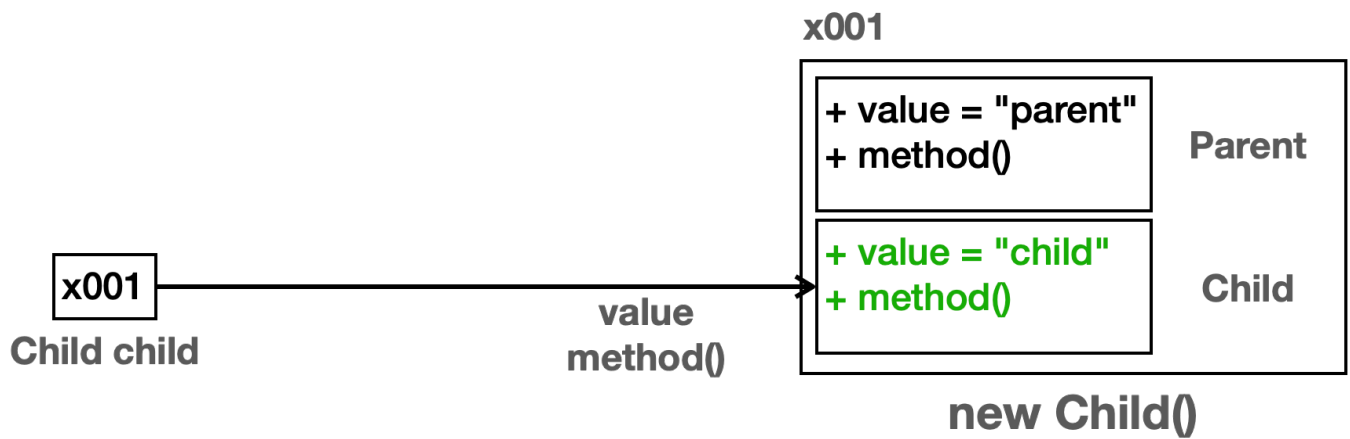 x001
+ value = "parent"
+ method()
Parent
+ value = "child"
+ method()
Child
x001
Child child
value
method()
new Child()